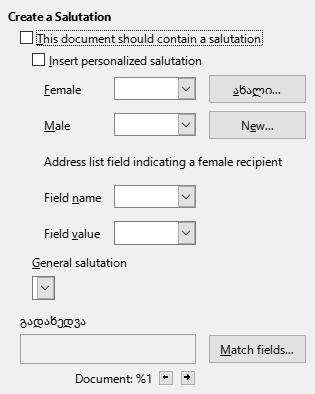 Create a Salutation
This document should contain a salutation
Insert personalized salutation
Female ახალი...
Male New...
Address list field indicating a female recipient
Field name
Field value
General salutation
გადახედვა
Match fields...
Document: %1